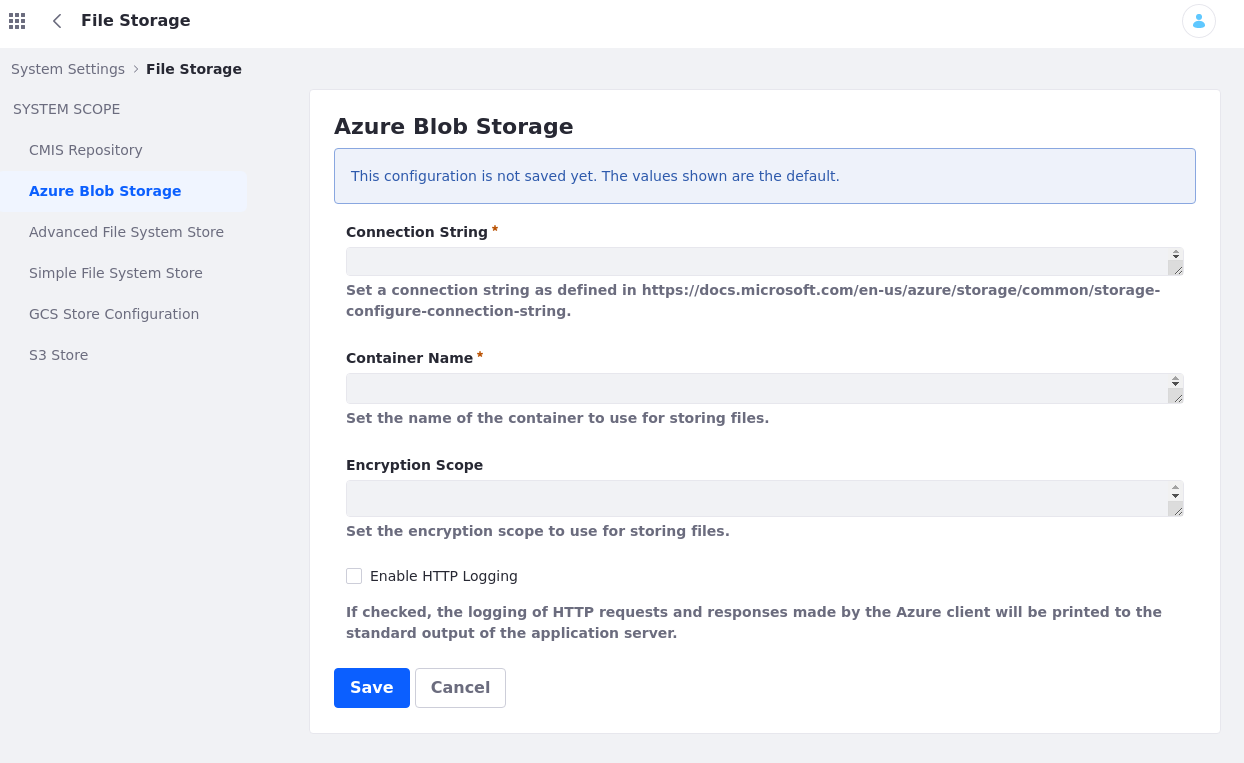 File Storage
System Settings
File Storage
SYSTEM SCOPE
CMIS Repository
Azure Blob Storage
Advanced File System Store
Simple File System Store
GCS Store Configuration
S3 Store
Azure Blob Storage
This configuration is not saved yet. The values shown are the default.
Connection String *
Set a connection string as defined in https://docs.microsoft.com/en-us/azure/storage/common/storage-
configure-connection-string.
Container Name *
Set the name of the container to use for storing files.
Encryption Scope
Set the encryption scope to use for storing files.
Enable HTTP Logging
If checked, the logging of HTTP requests and responses made by the Azure client will be printed to the
standard output of the application server.
Save
Cancel